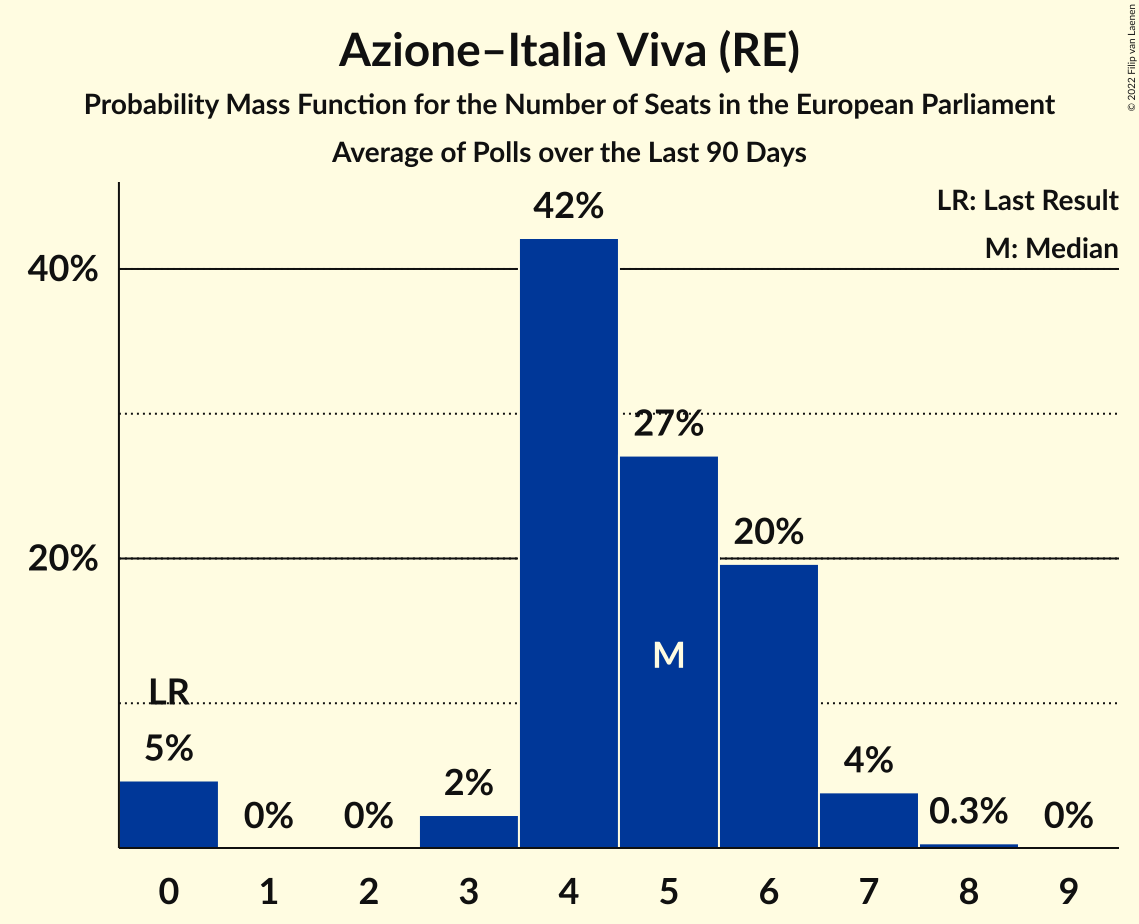 © 2022 Filip van Laenen
Azione–Italia Viva (RE)
Probability Mass Function for the Number of Seats in the European Parliament
Average of Polls over the Last 90 Days
LR: Last Result
M: Median
42%
40%
27%
20%
20%
M
LR
5%
0%
0%
2%
4%
0.3%
0%
0 1 2 3 4 5 6 7 8 9